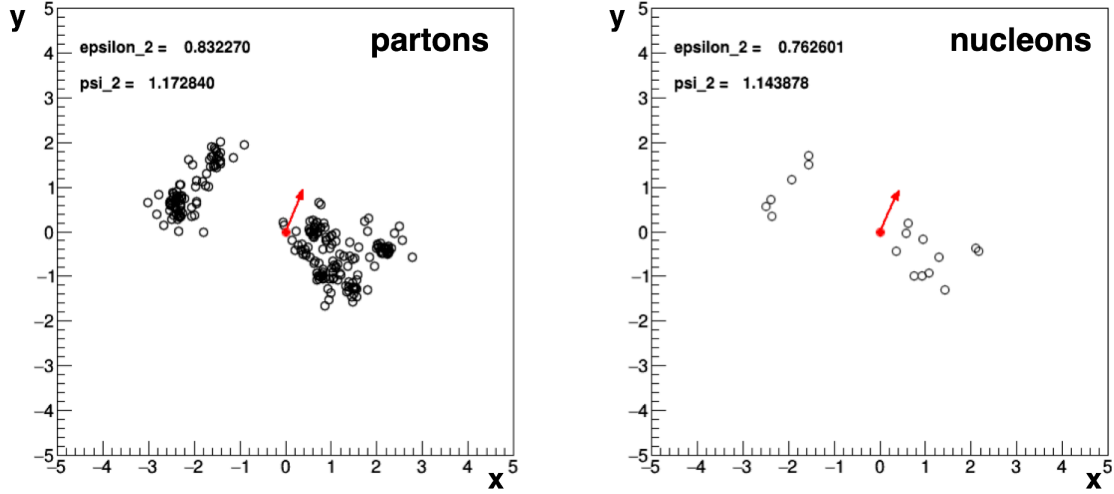 y
partons
epsilon_2 = 0.832270
psi_2 = 1.172840
5
4
3
2
1
0
−1
−2
−3
−4
−5
−5 −4 −3 −2 −1 0 1 2 3 4 5
x
y
nucleons
epsilon_2 = 0.762601
psi_2 = 1.143878
5
4
3
2
1
0
−1
−2
−3
−4
−5
−5 −4 −3 −2 −1 0 1 2 3 4 5
x